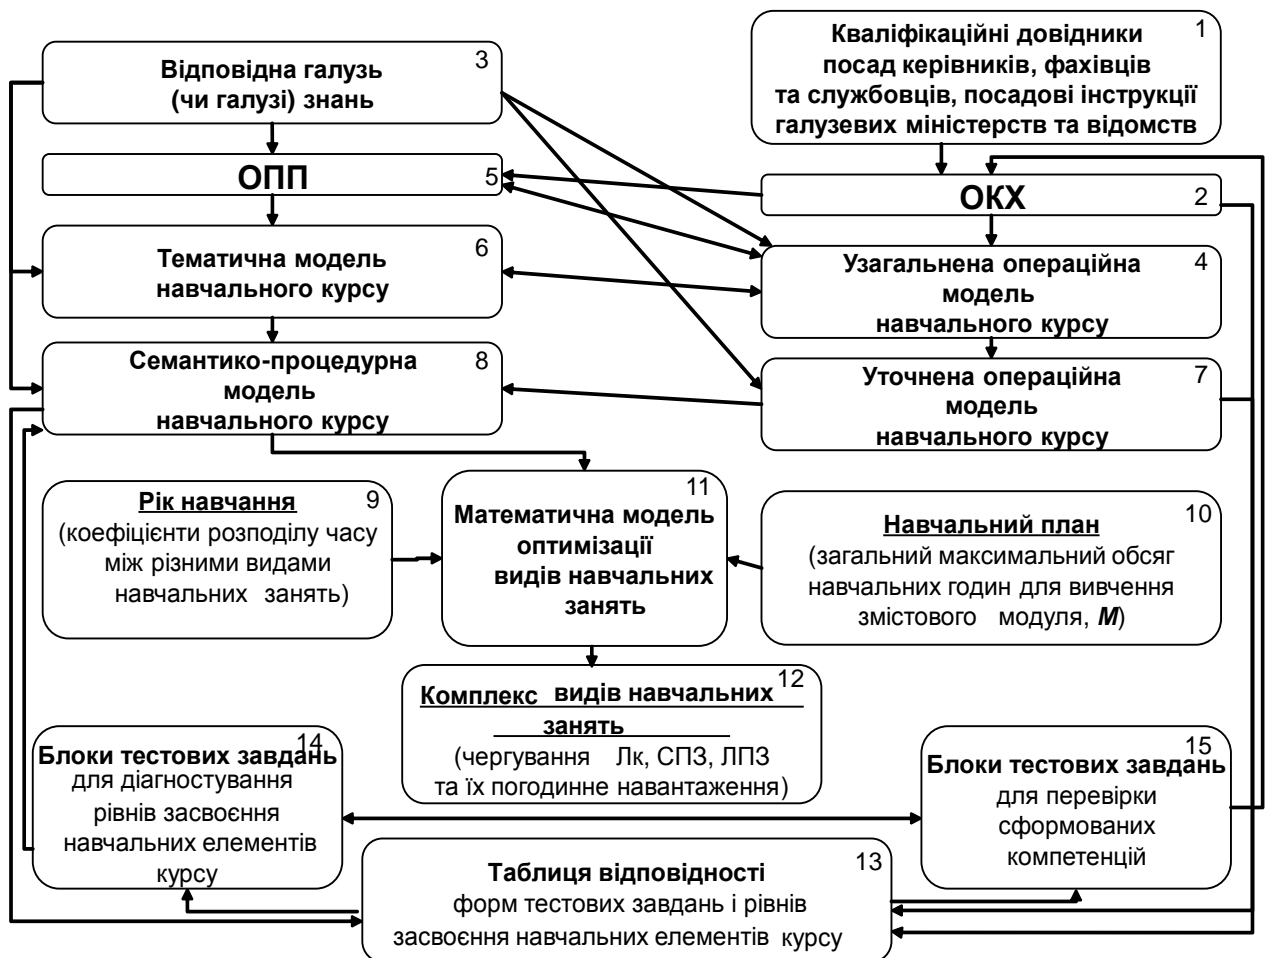 1
Кваліфікаційні довідники
посад керівників, фахівців
та службовців, посадові інструкції
галузевих міністерств та відомств
3
Відповідна галузь
(чи галузі) знань
ОПП
5
ОКХ
2
6
Тематична модель
навчального курсу
4
Узагальнена операційна
модель
навчального курсу
8
Семантико-процедурна
модель
навчального курсу
7
Уточнена операційна
модель
навчального курсу
9
Рік навчання
(коефіцієнти розподілу часу
між різними видами
навчальних занять)
11
Математична модель
оптимізації
видів навчальних
занять
10
Навчальний план
(загальний максимальний обсяг
навчальних годин для вивчення
змістового модуля, М)
12
Комплекс видів навчальних
занять
(чергування Лк, СПЗ, ЛПЗ
та їх погодинне навантаження)
14
Блоки тестових завдань
для діагностування
рівнів засвоєння
навчальних елементів
курсу
15
Блоки тестових завдань
для перевірки
сформованих
компетенцій
13
Таблиця відповідності
форм тестових завдань і рівнів
засвоєння навчальних елементів курсу